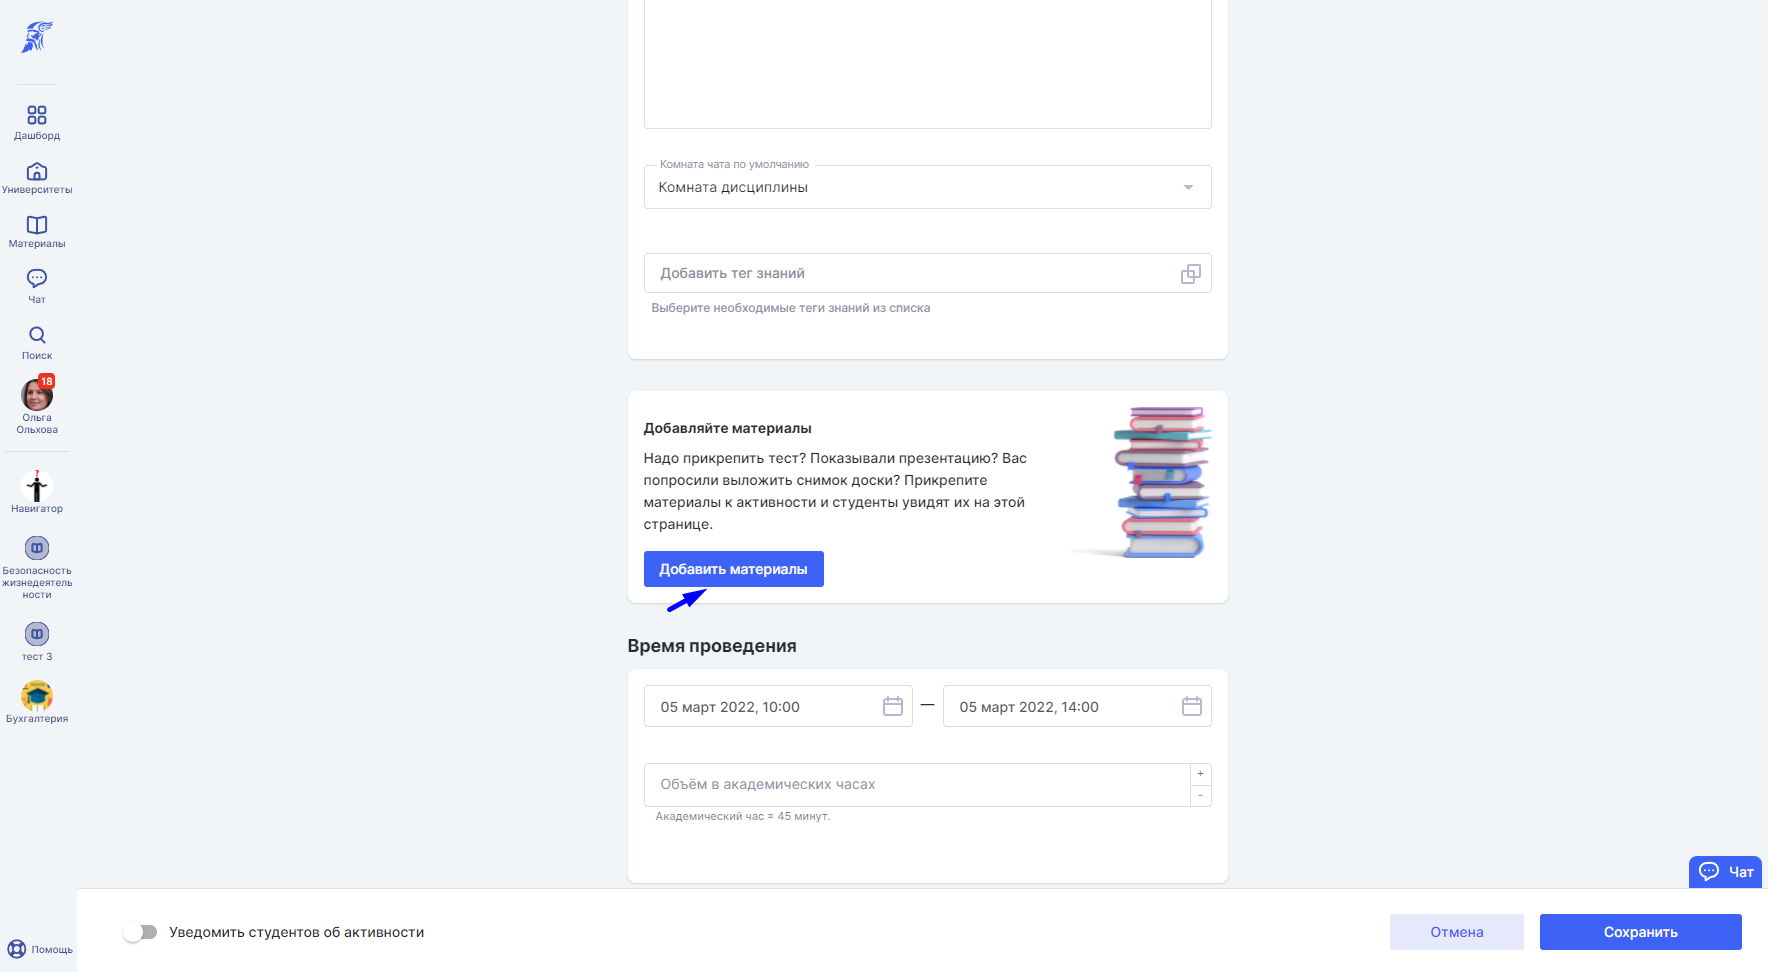 Дашборд
Университеты
Материалы
Чат
Поиск
18
Ольга
Ольхова
?
Навигатор
Безопасность
жизнедеятель
ности
тест 3
Бухгалтерия
Помощь
Комната чата по умолчанию
Комната дисциплины
Добавить тег знаний
Выберите необходимые теги знаний из списка
Добавляйте материалы
Надо прикрепить тест? Показывали презентацию? Вас
попросили выложить снимок доски? Прикрепите
материалы к активности и студенты увидят их на этой
странице.
Добавить материалы
Время проведения
05 март 2022, 10:00 — 05 март 2022, 14:00
Объём в академических часах
+
-
Академический час = 45 минут.
Чат
Уведомить студентов об активности
Отмена
Сохранить